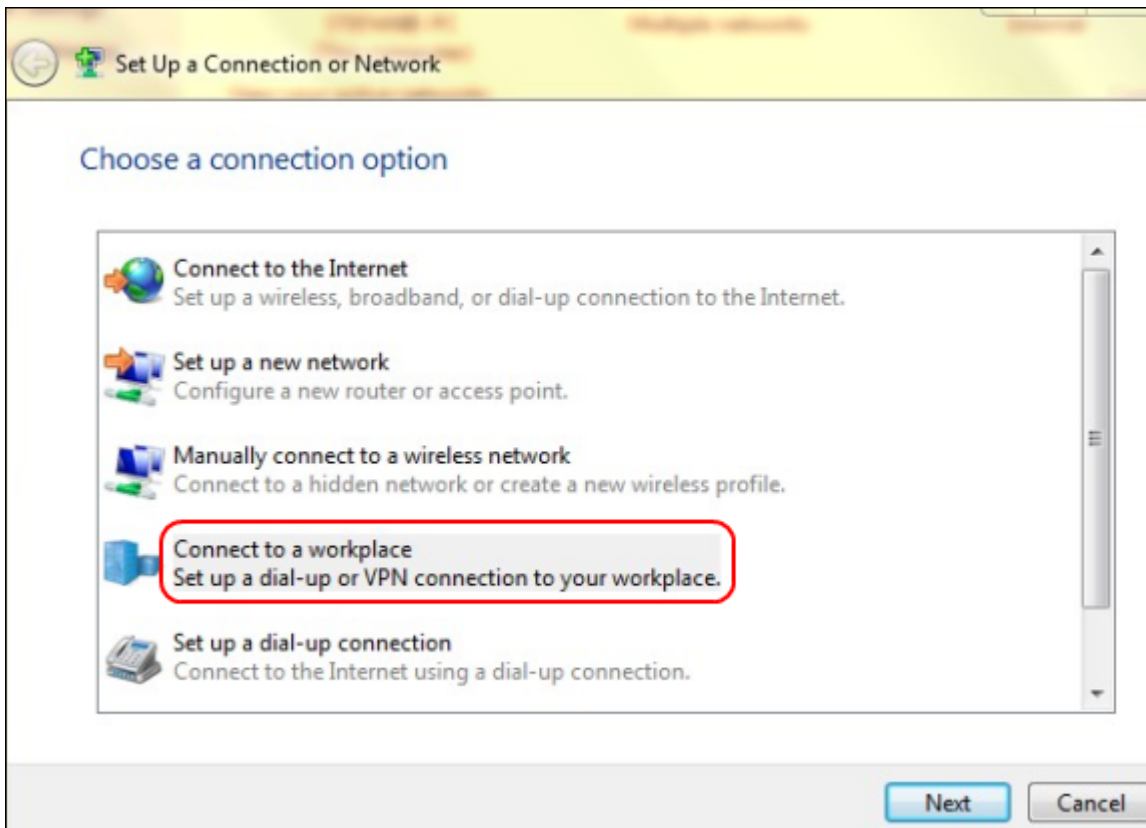 Set Up a Connection or Network
Choose a connection option
Connect to the Internet
Set up a wireless, broadband, or dial-up connection to the Internet.
Set up a new network
Configure a new router or access point.
Manually connect to a wireless network
Connect to a hidden network or create a new wireless profile.
Connect to a workplace
Set up a dial-up or VPN connection to your workplace.
Set up a dial-up connection
Connect to the Internet using a dial-up connection.
Next
Cancel